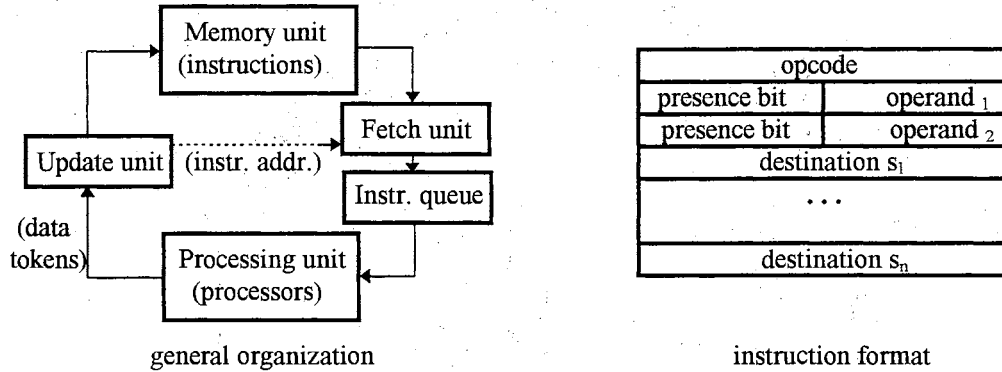 Memory unit
(instructions)
Fetch unit
Update unit
(instr. addr.)
Instr. queue
(data
tokens)
Processing unit
(processors)
general organization
opcode
presence bit operand 1
presence bit operand 2
destination s1
...
destination sn
instruction format